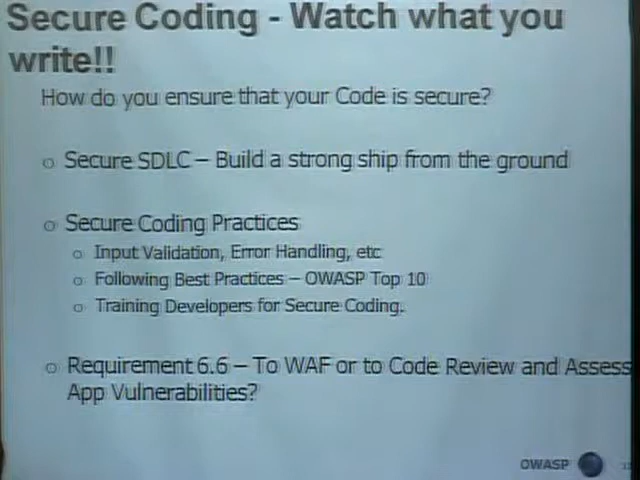 Secure Coding - Watch what you
write!!
How do you ensure that your Code is secure?
o Secure SDLC – Build a strong ship from the ground
o Secure Coding Practices
o Input Validation, Error Handling, etc
o Following Best Practices – OWASP Top 10
o Training Developers for Secure Coding.
o Requirement 6.6 – To WAF or to Code Review and Assess
App Vulnerabilities?
OWASP